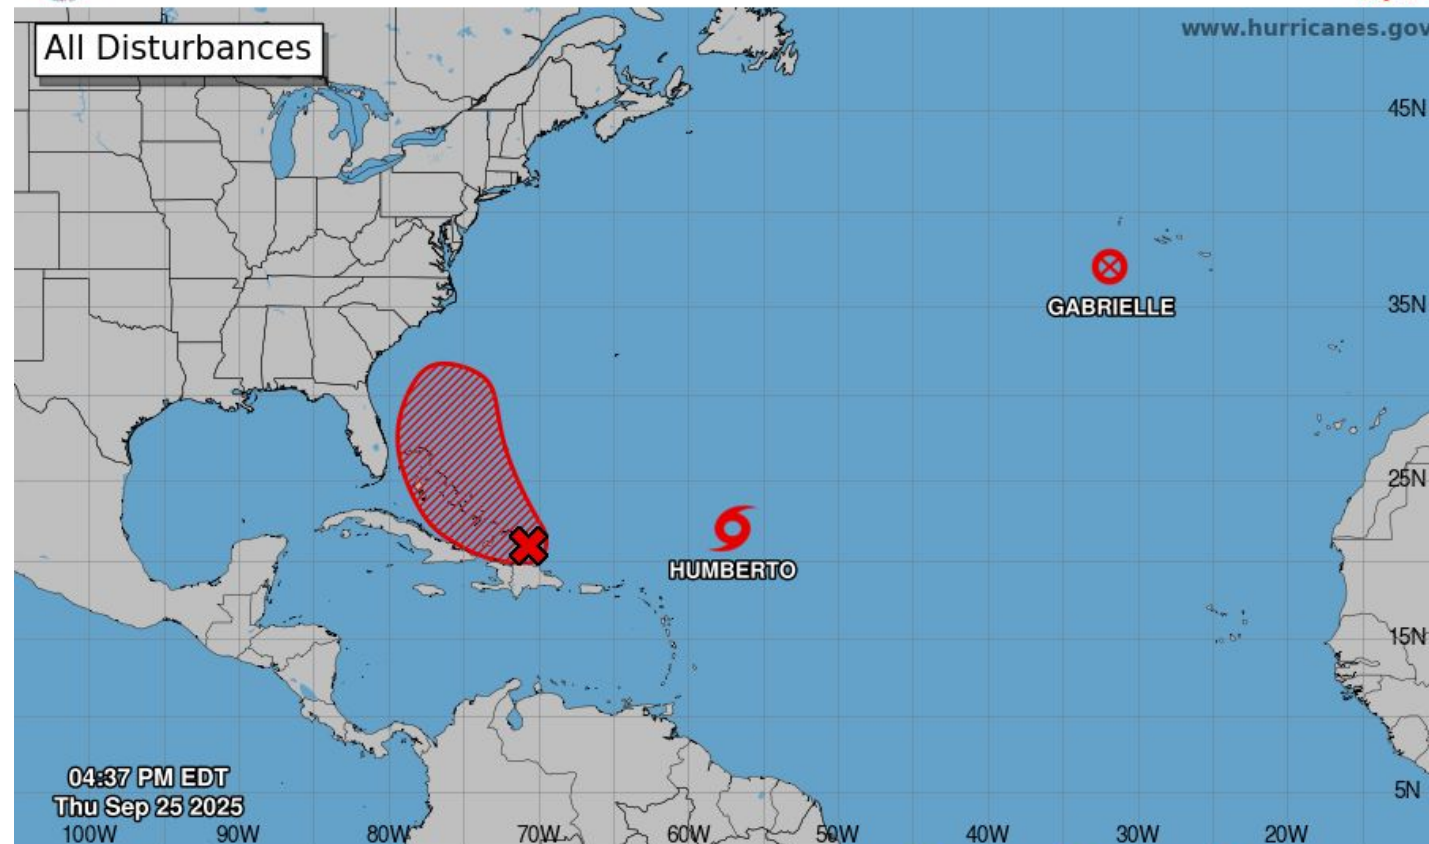 All Disturbances
www.hurricanes.gov
45N
35N
GABRIELLE
25N
HUMBERTO
15N
04:37 PM EDT
Thu Sep 25 2025
5N
100W 90W 80W 70W 60W 50W 40W 30W 20W